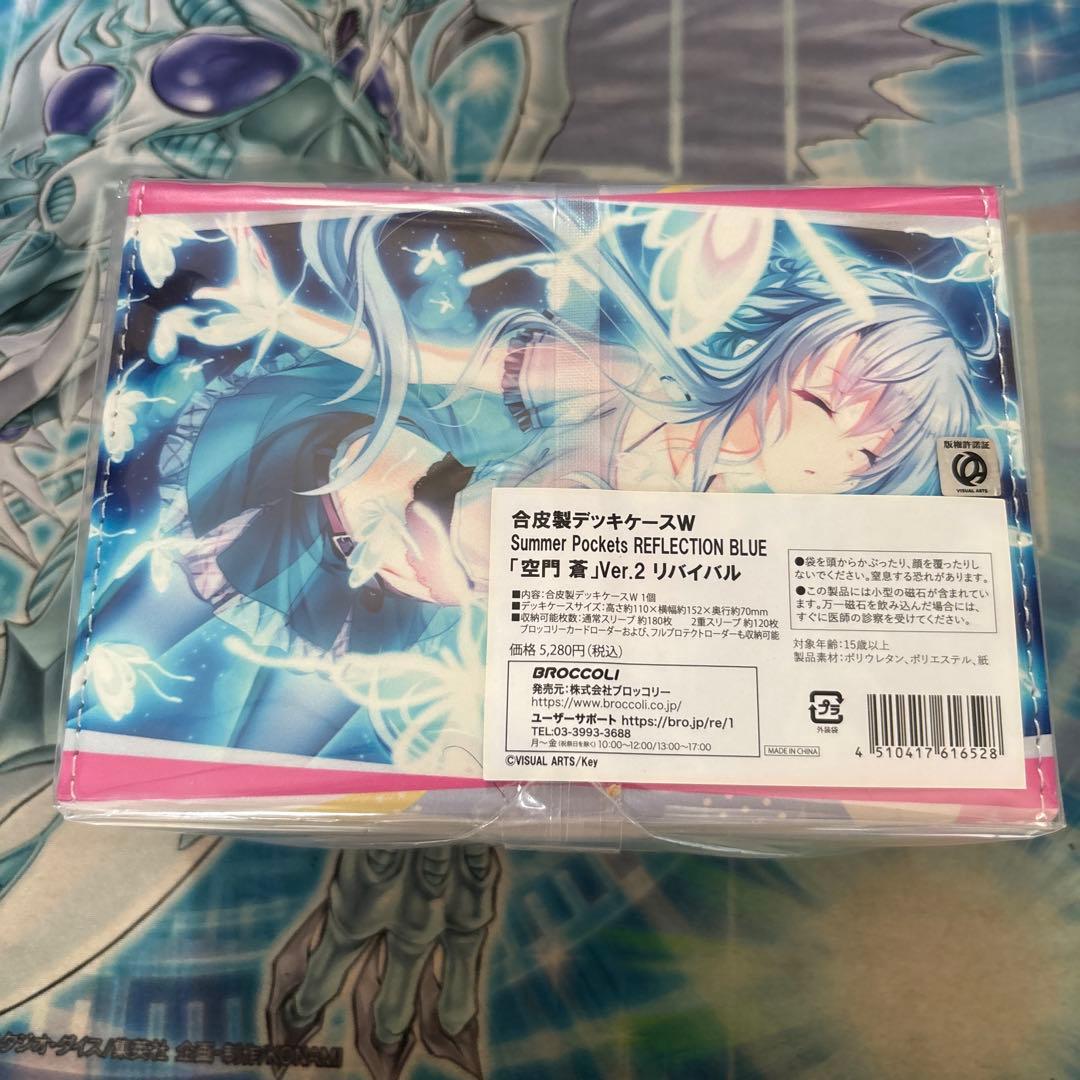 版権許諾証
VISUAL ARTS
合皮製デッキケースW
Summer Pockets REFLECTION BLUE
「空門 蒼」Ver.2 リバイバル
■内容:合皮製デッキケースW 1個
■デッキケースサイズ:高さ約110×横幅約152×奥行約70mm
■収納可能枚数:通常スリーブ 約180枚 2重スリーブ 約120枚
ブロッコリーカードローダーおよび、フルプロテクトローダーも収納可能
価格 5,280円(税込)
BROCCOLI
発売元:株式会社ブロッコリー
https://www.broccoli.co.jp/
ユーザーサポート https://bro.jp/re/1
TEL:03-3993-3688
月~金(祝祭日を除く)10:00~12:00/13:00~17:00
©VISUAL ARTS/Key
●袋を頭からかぶったり、顔を覆ったりし
ないでください。窒息する恐れがあります。
●この製品には小型の磁石が含まれてい
ます。万一磁石を飲み込んだ場合には、
すぐに医師の診察を受けてください。
対象年齢:15歳以上
製品素材:ポリウレタン、ポリエステル、紙
プラ
外装袋
MADE IN CHINA
4 510417 616528
タジオ・ダイス/集英社 企画・制作/KONAMI